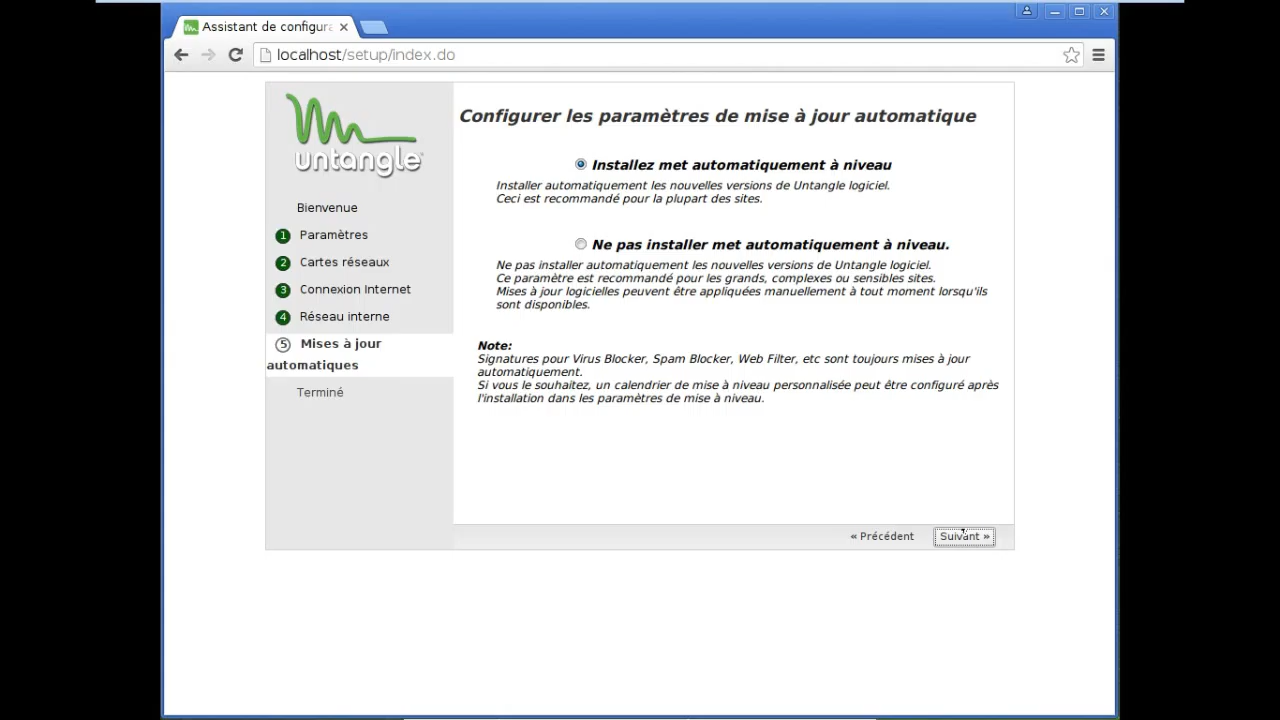 Assistant de configura
localhost/setup/index.do
untangle
Bienvenue
1 Paramètres
2 Cartes réseaux
3 Connexion Internet
4 Réseau interne
5 Mises à jour
automatiques
Terminé
Configurer les paramètres de mise à jour automatique
Installez met automatiquement à niveau
Installer automatiquement les nouvelles versions de Untangle logiciel.
Ceci est recommandé pour la plupart des sites.
Ne pas installer met automatiquement à niveau.
Ne pas installer automatiquement les nouvelles versions de Untangle logiciel.
Ce paramètre est recommandé pour les grands, complexes ou sensibles sites.
Mises à jour logicielles peuvent être appliquées manuellement à tout moment lorsqu'ils
sont disponibles.
Note:
Signatures pour Virus Blocker, Spam Blocker, Web Filter, etc sont toujours mises à jour
automatiquement.
Si vous le souhaitez, un calendrier de mise à niveau personnalisée peut être configuré après
l'installation dans les paramètres de mise à niveau.
« Précédent
Suivant »